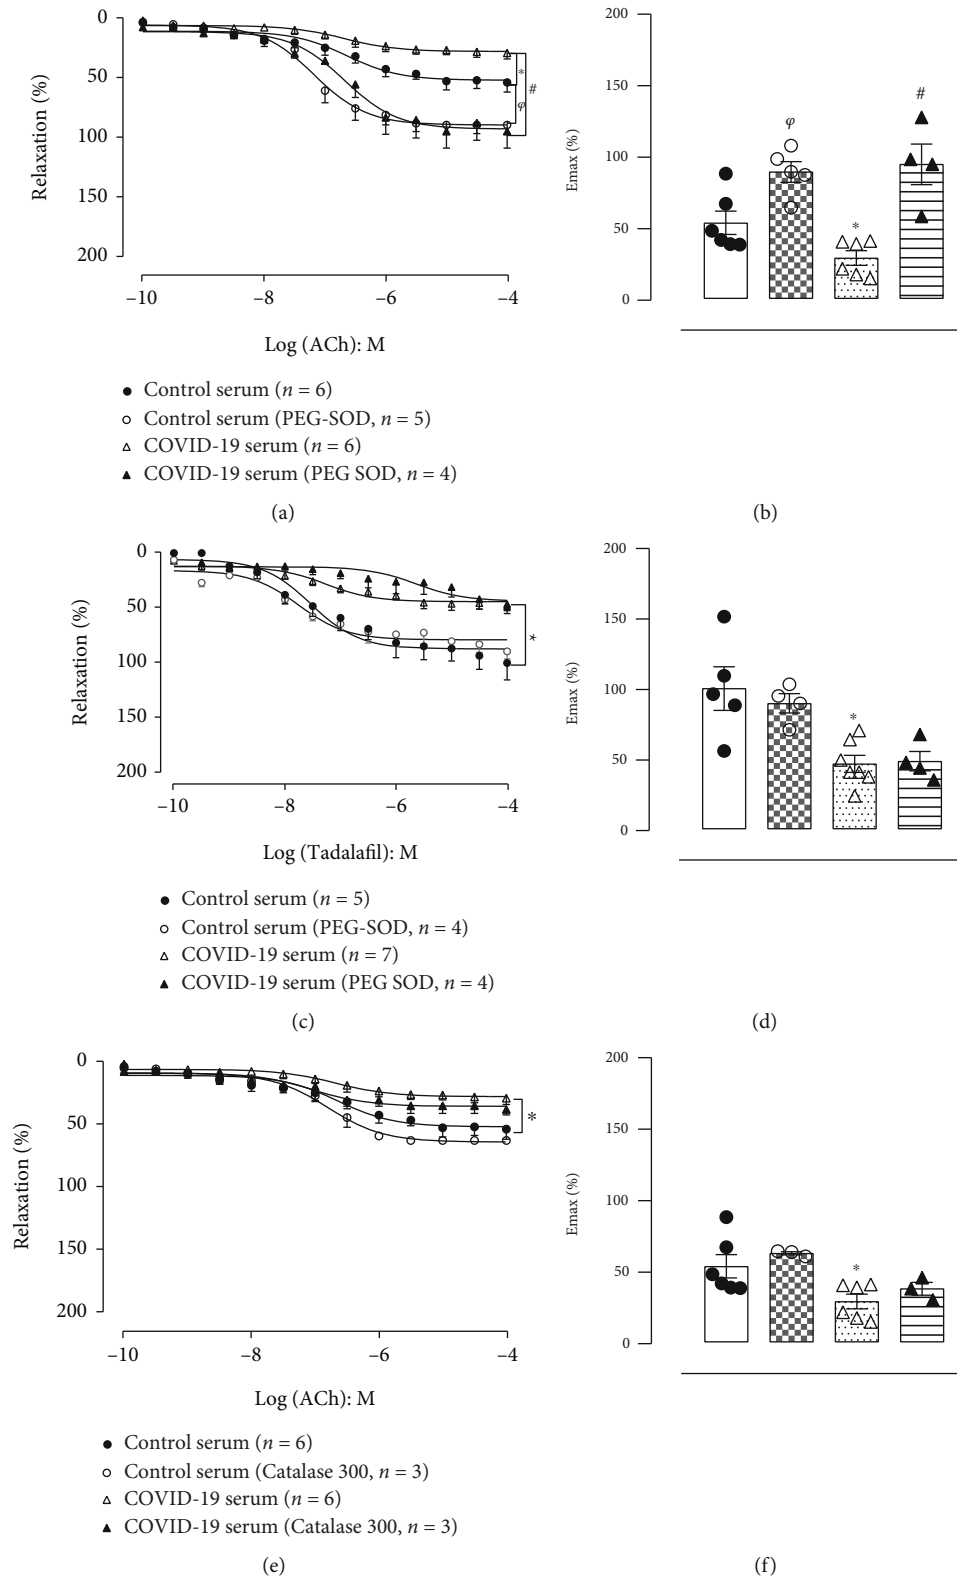 0
50
100
150
200
Relaxation (%)
–10
–8
–6
–4
Log (ACh): M
*
φ
#
Control serum (n = 6)
Control serum (PEG-SOD, n = 5)
COVID-19 serum (n = 6)
COVID-19 serum (PEG SOD, n = 4)
(a)
200
150
100
50
0
Emax (%)
φ
*
#
(b)
0
50
100
150
200
Relaxation (%)
–10
–8
–6
–4
Log (Tadalafil): M
*
Control serum (n = 5)
Control serum (PEG-SOD, n = 4)
COVID-19 serum (n = 7)
COVID-19 serum (PEG SOD, n = 4)
(c)
200
150
100
50
0
Emax (%)
*
(d)
0
50
100
150
200
Relaxation (%)
–10
–8
–6
–4
Log (ACh): M
*
Control serum (n = 6)
Control serum (Catalase 300, n = 3)
COVID-19 serum (n = 6)
COVID-19 serum (Catalase 300, n = 3)
(e)
200
150
100
50
0
Emax (%)
*
(f)